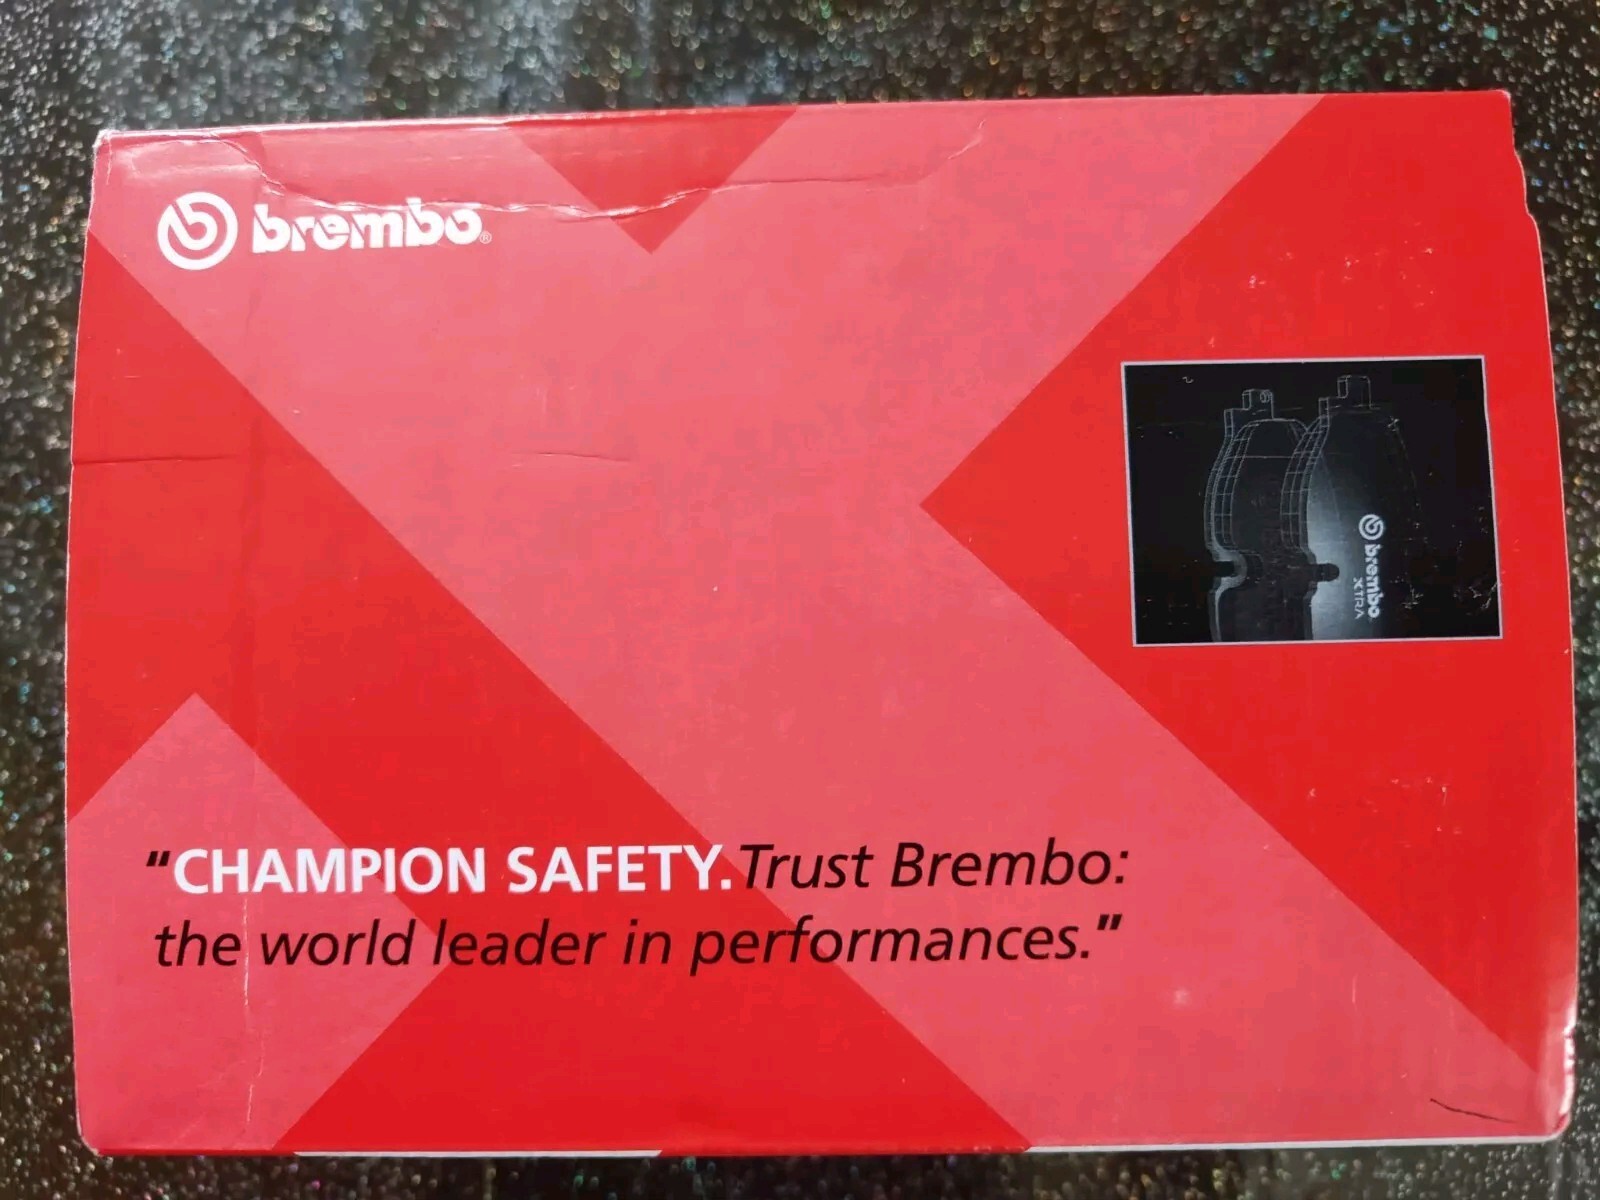 brembo®
brembo
XTRA
"CHAMPION SAFETY. Trust Brembo:
the world leader in performances."